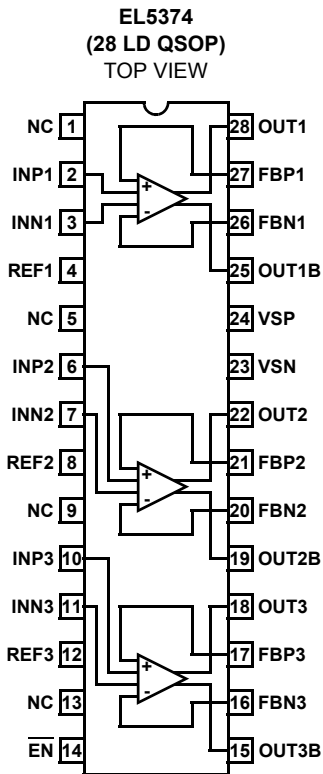 EL5374
(28 LD QSOP)
TOP VIEW
NC 1 28 OUT1
INP1 2 + 27 FBP1
INN1 3 - 26 FBN1
REF1 4 25 OUT1B
NC 5 24 VSP
INP2 6 23 VSN
INN2 7 22 OUT2
REF2 8 + 21 FBP2
NC 9 - 20 FBN2
INP3 10 19 OUT2B
INN3 11 18 OUT3
REF3 12 + 17 FBP3
NC 13 - 16 FBN3
EN 14 15 OUT3B